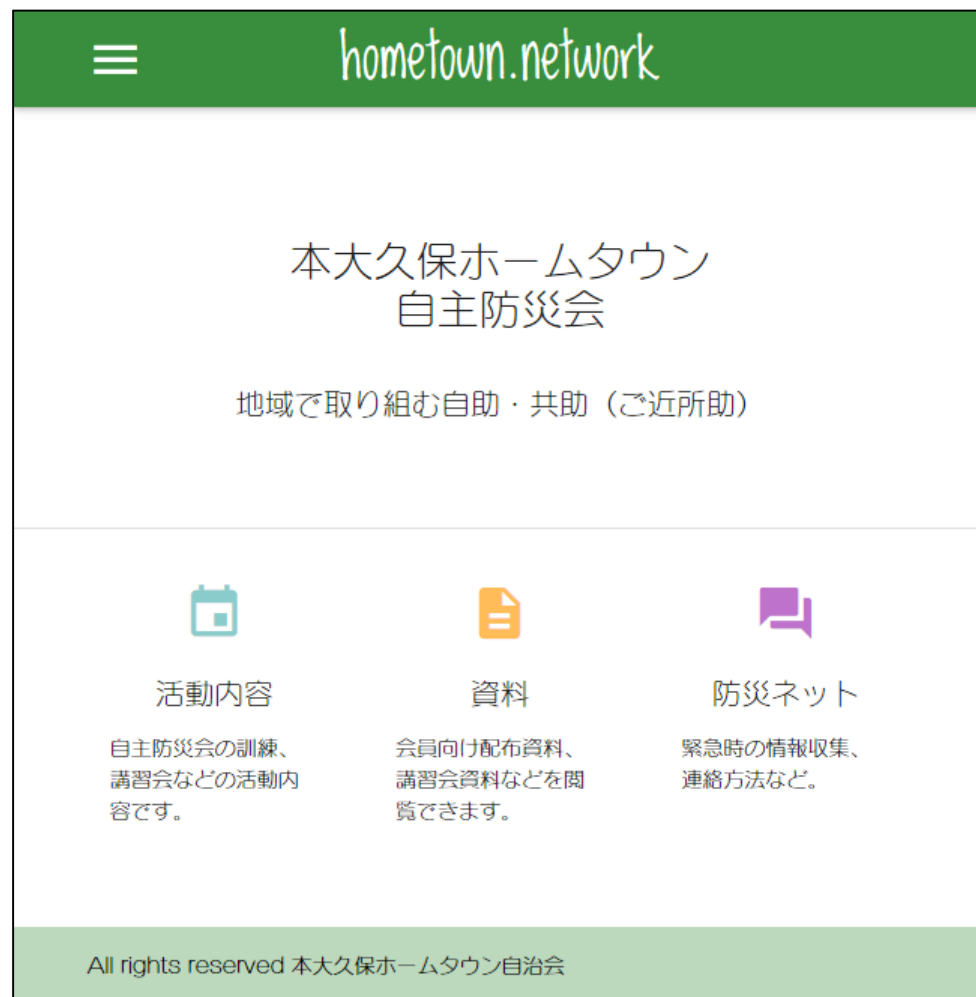 hometown.network
本大久保ホームタウン
自主防災会
地域で取り組む自助・共助（ご近所助）
活動内容
自主防災会の訓練、
講習会などの活動内
容です。
資料
会員向け配布資料、
講習会資料などを閲
覧できます。
防災ネット
緊急時の情報収集、
連絡方法など。
All rights reserved 本大久保ホームタウン自治会